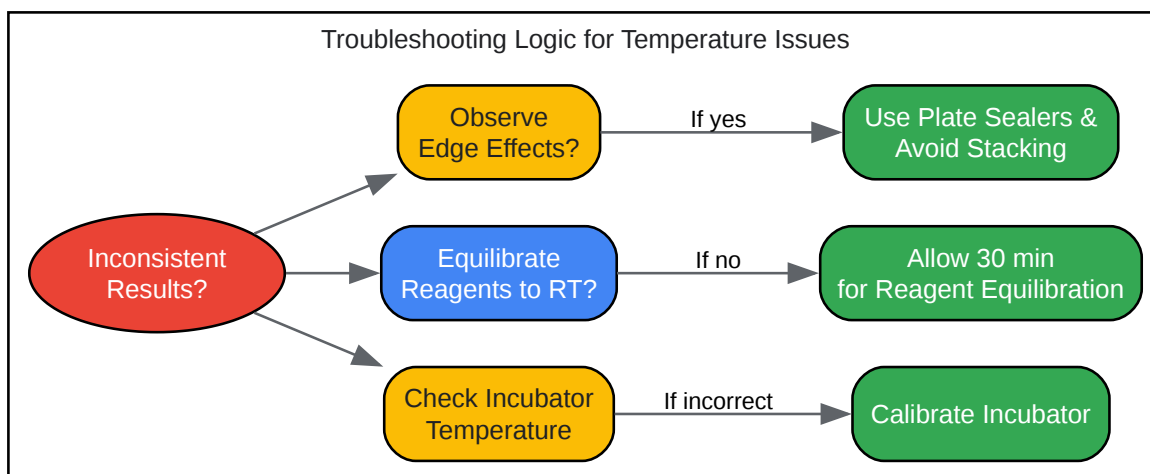 Troubleshooting Logic for Temperature Issues
Inconsistent
Results?
Observe
Edge Effects?
If yes
Use Plate Sealers &
Avoid Stacking
Equilibrate
Reagents to RT?
If no
Allow 30 min
for Reagent Equilibration
Check Incubator
Temperature
If incorrect
Calibrate Incubator